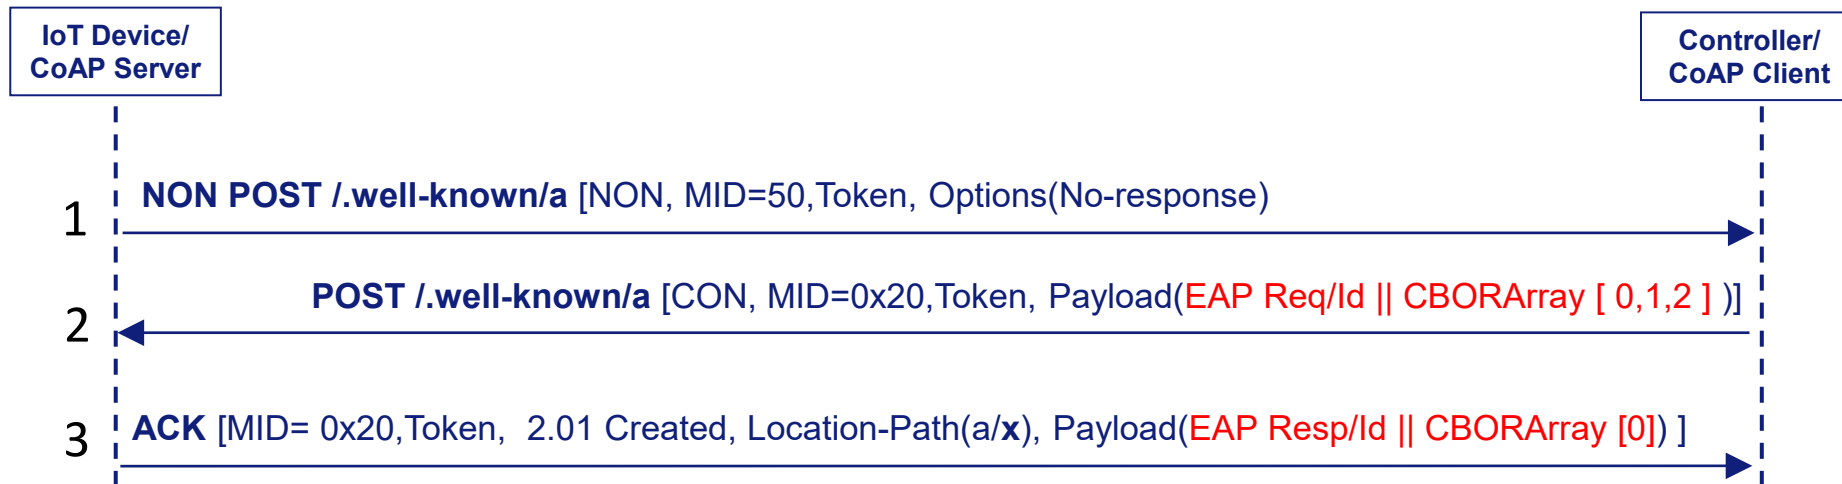 IoT Device/
CoAP Server
Controller/
CoAP Client
1
NON POST /.well-known/a [NON, MID=50,Token, Options(No-response)
2
POST /.well-known/a [CON, MID=0x20,Token, Payload(EAP Req/Id || CBORArray [ 0,1,2 ] )]
3
ACK [MID= 0x20,Token, 2.01 Created, Location-Path(a/x), Payload(EAP Resp/Id || CBORArray [0]) ]